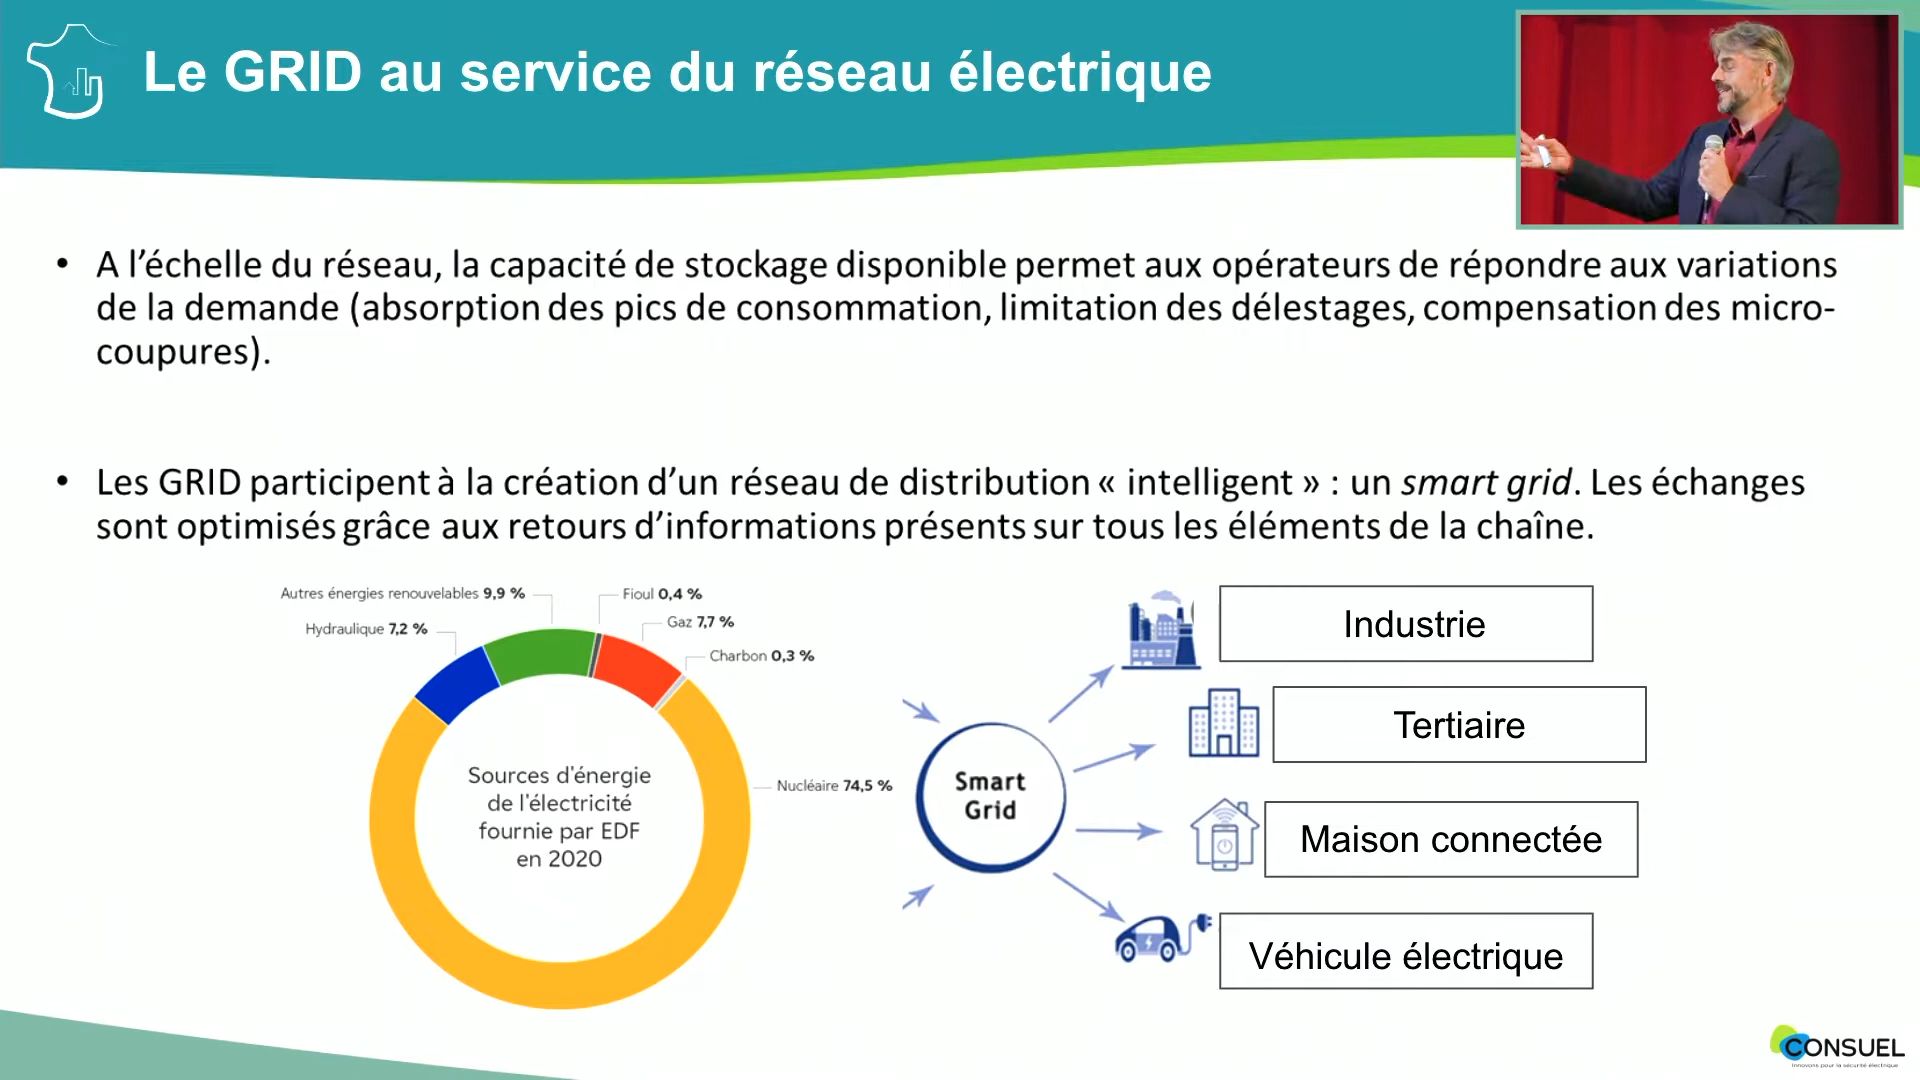 Le GRID au service du réseau électrique
• A l’échelle du réseau, la capacité de stockage disponible permet aux opérateurs de répondre aux variations
de la demande (absorption des pics de consommation, limitation des délestages, compensation des micro-
coupures).
• Les GRID participent à la création d’un réseau de distribution « intelligent » : un smart grid. Les échanges
sont optimisés grâce aux retours d’informations présents sur tous les éléments de la chaîne.
Autres énergies renouvelables 9,9 %
Fioul 0,4 %
Hydraulique 7,2 %
Gaz 7,7 %
Charbon 0,3 %
Nucléaire 74,5 %
Sources d'énergie
de l'électricité
fournie par EDF
en 2020
Smart
Grid
Industrie
Tertiaire
Maison connectée
Véhicule électrique
CONSUEL
Innovons pour la sécurité électrique